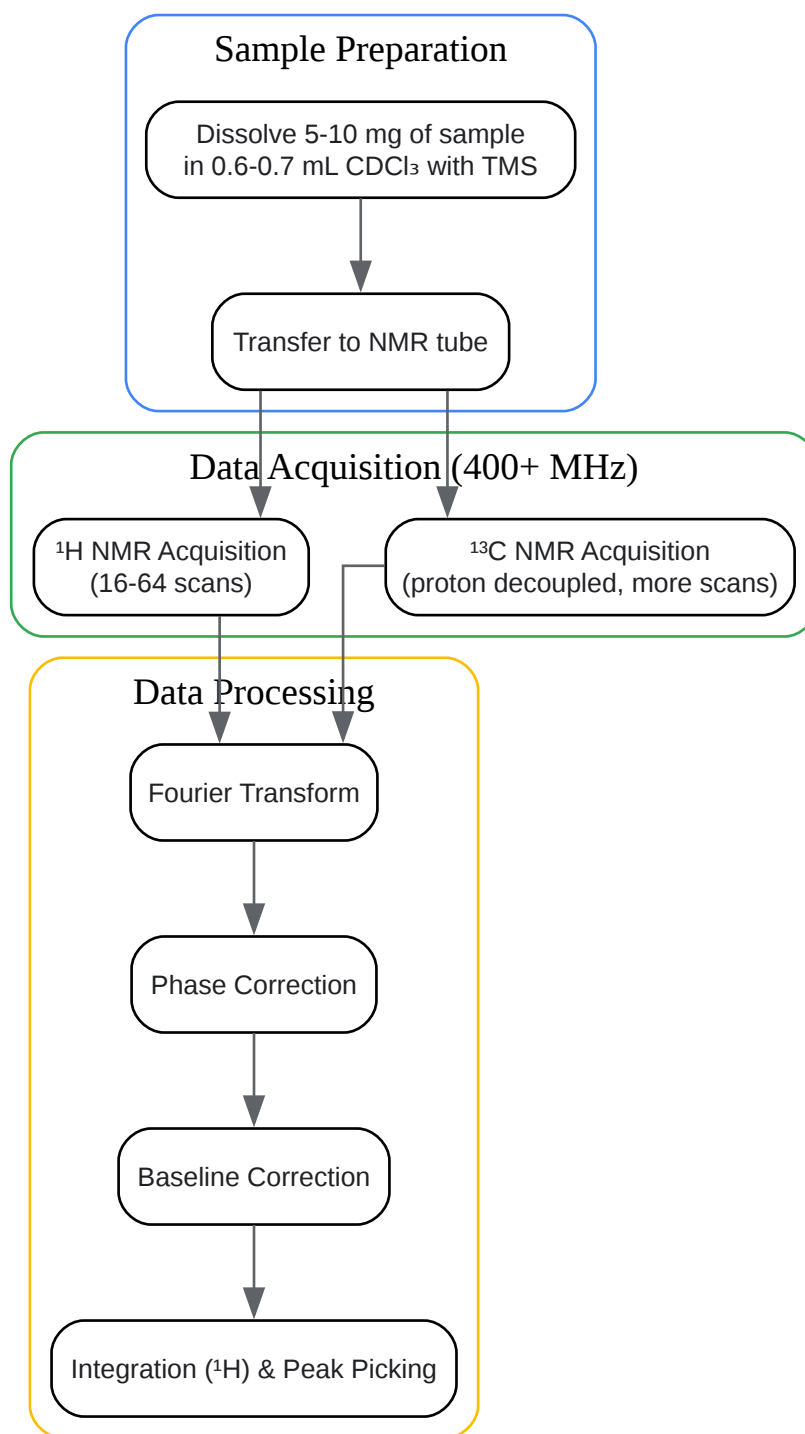 Sample Preparation
Dissolve 5-10 mg of sample
in 0.6-0.7 mL CDCl₃ with TMS
Transfer to NMR tube
Data Acquisition (400+ MHz)
¹H NMR Acquisition
(16-64 scans)
¹³C NMR Acquisition
(proton decoupled, more scans)
Data Processing
Fourier Transform
Phase Correction
Baseline Correction
Integration (¹H) & Peak Picking